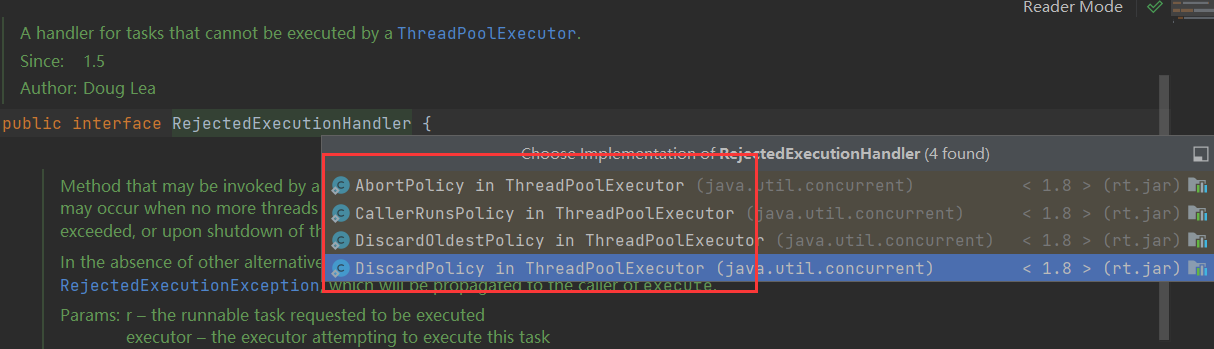 Reader Mode
A handler for tasks that cannot be executed by a ThreadPoolExecutor.
Since: 1.5
Author: Doug Lea
public interface RejectedExecutionHandler {
Choose Implementation of RejectedExecutionHandler (4 found)
AbortPolicy in ThreadPoolExecutor (java.util.concurrent) < 1.8 > (rt.jar)
Method that may be invoked by a
CallerRunsPolicy in ThreadPoolExecutor (java.util.concurrent) < 1.8 > (rt.jar)
may occur when no more threads
DiscardOldestPolicy in ThreadPoolExecutor (java.util.concurrent) < 1.8 > (rt.jar)
exceeded, or upon shutdown of th
DiscardPolicy in ThreadPoolExecutor (java.util.concurrent) < 1.8 > (rt.jar)
In the absence of other alternative
RejectedExecutionException, which will be propagated to the caller of execute.
Params: r – the runnable task requested to be executed
executor – the executor attempting to execute this task